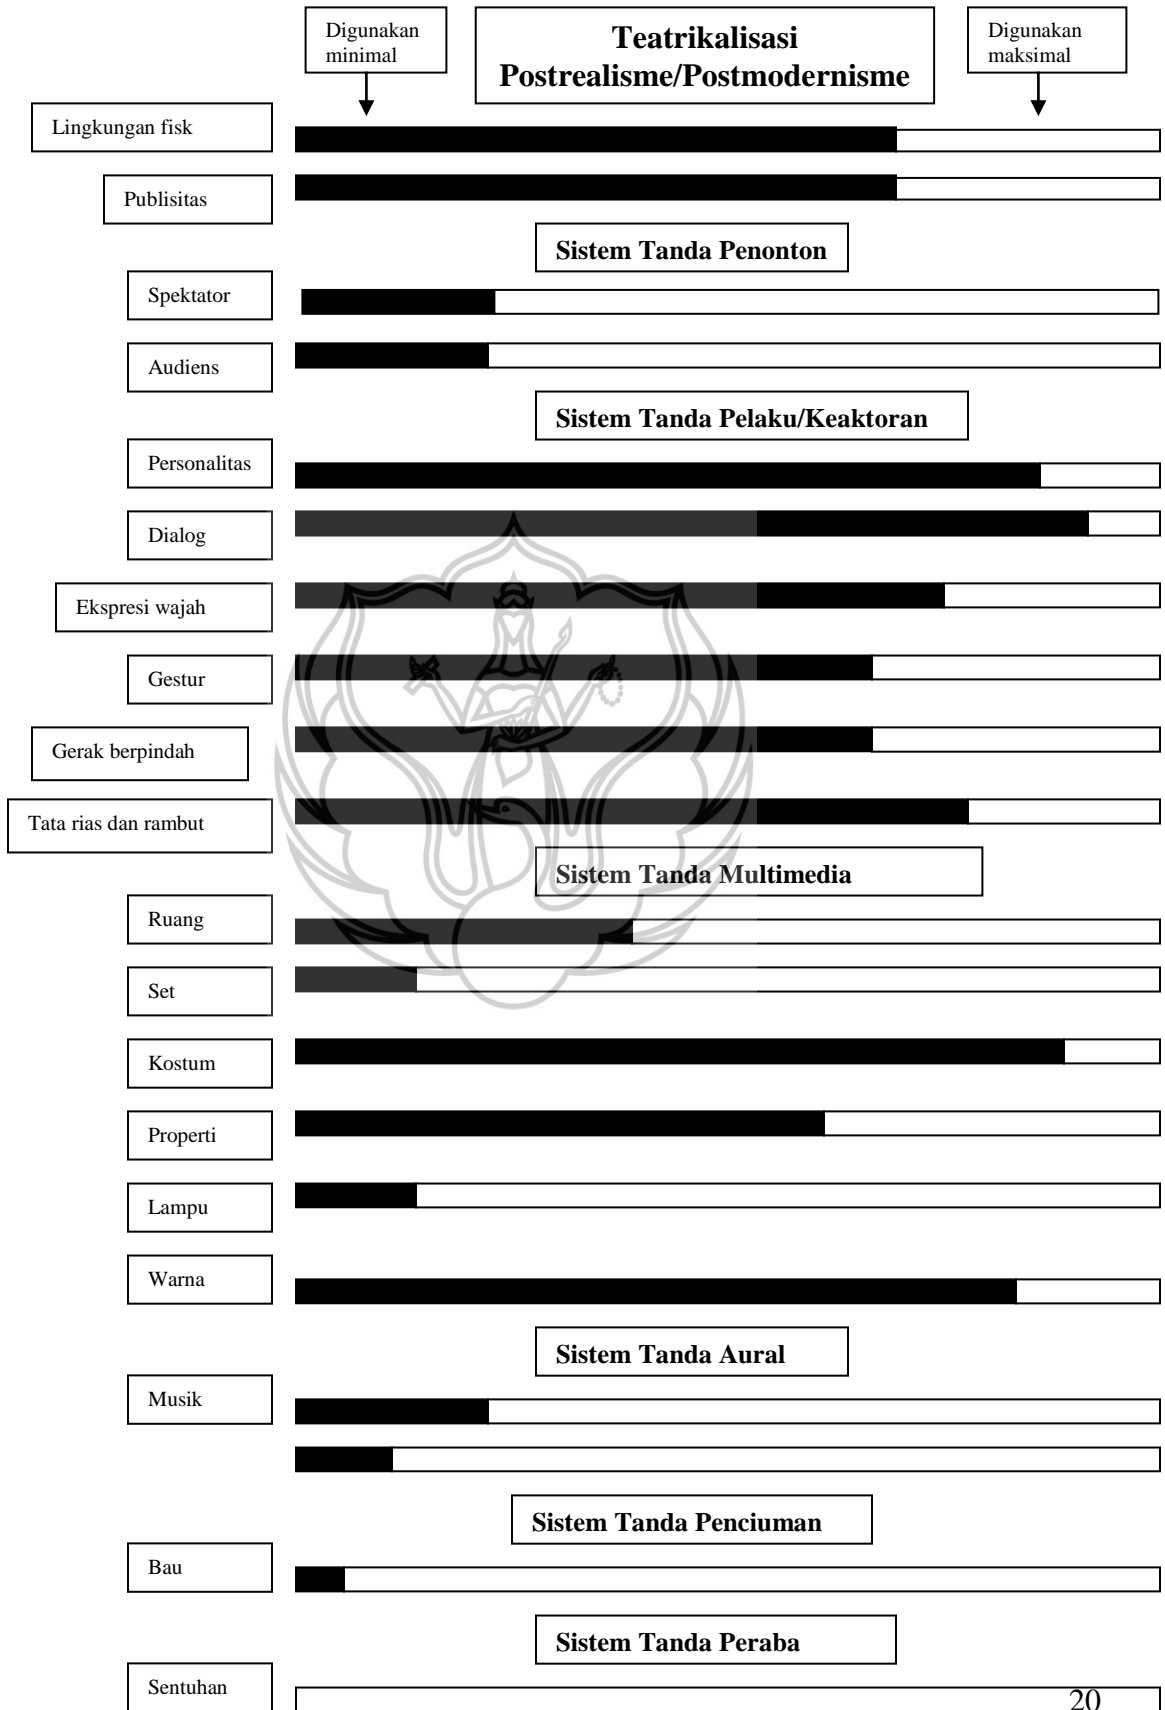 Digunakan
minimal
Teatrikalisasi
Postrealisme/Postmodernisme
Digunakan
maksimal
Lingkungan fisk
Publisitas
Sistem Tanda Penonton
Spektator
Audiens
Sistem Tanda Pelaku/Keaktoran
Personalitas
Dialog
Ekspresi wajah
Gestur
Gerak berpindah
Tata rias dan rambut
Sistem Tanda Multimedia
Ruang
Set
Kostum
Properti
Lampu
Warna
Sistem Tanda Aural
Musik
Sistem Tanda Penciuman
Bau
Sistem Tanda Peraba
Sentuhan
20